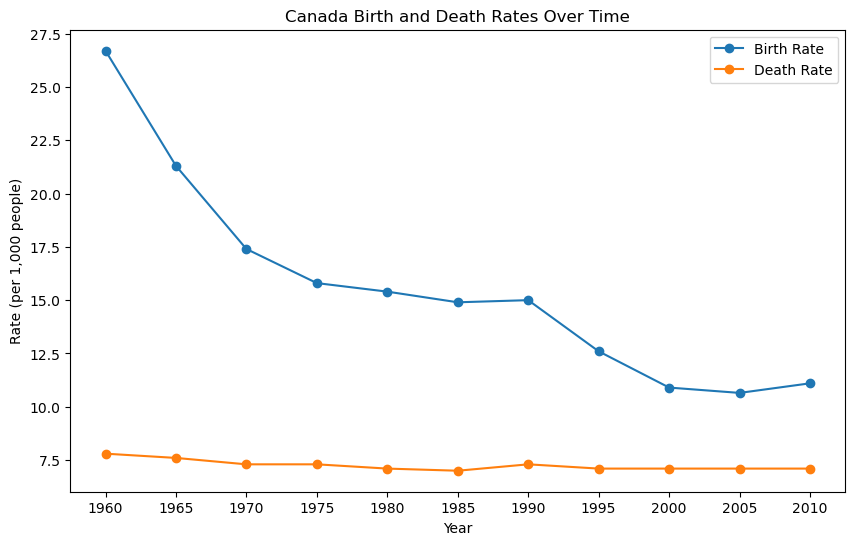 Canada Birth and Death Rates Over Time
27.5
25.0
22.5
20.0
17.5
15.0
12.5
10.0
7.5
Rate (per 1,000 people)
Birth Rate
Death Rate
1960 1965 1970 1975 1980 1985 1990 1995 2000 2005 2010
Year